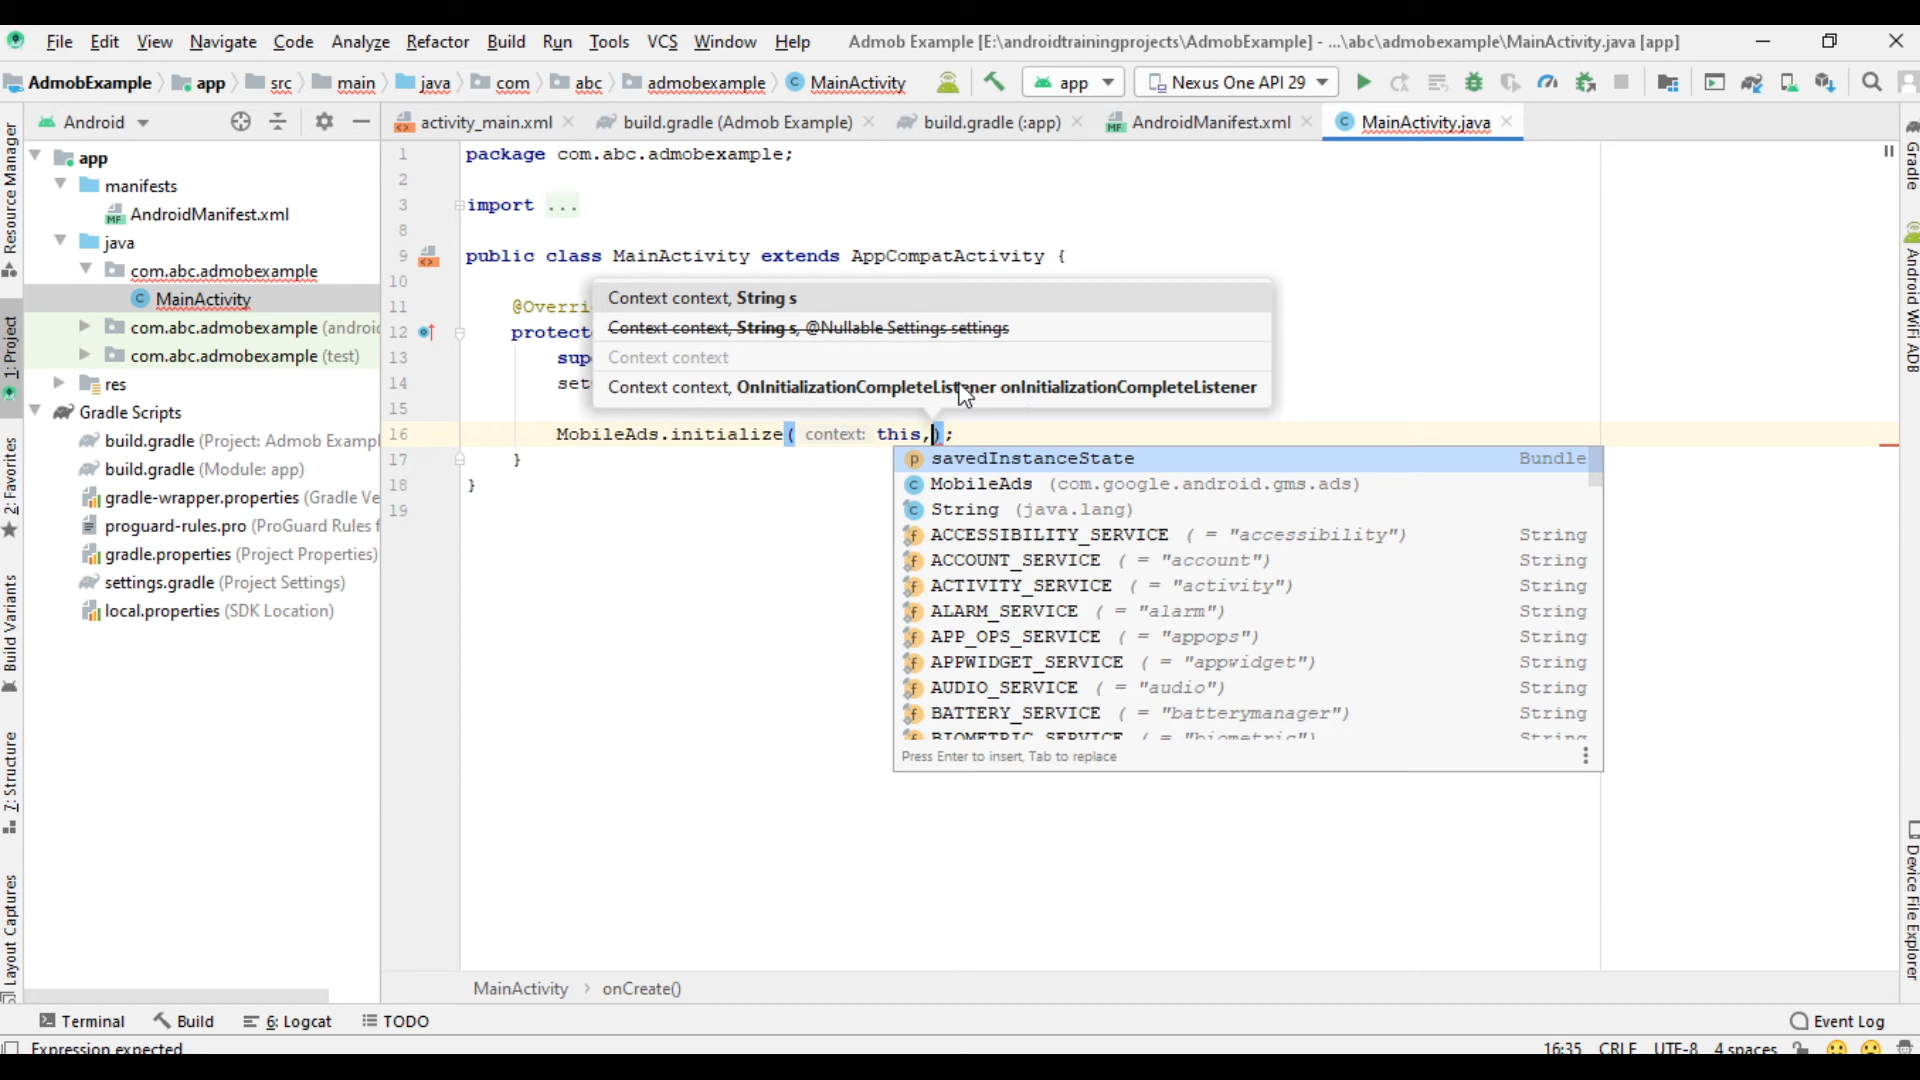 File Edit View Navigate Code Analyze Refactor Build Run Tools VCS Window Help Admob Example [E:\androidtrainingprojects\AdmobExample] - ...\abc\admobexample\MainActivity.java [app]
AdmobExample app src main java com abc admobexample MainActivity app Nexus One API 29
Android activity_main.xml build.gradle (Admob Example) build.gradle (:app) AndroidManifest.xml MainActivity.java
Resource Manager
1: Project
2: Favorites
Build Variants
7: Structure
Layout Captures
app
manifests
AndroidManifest.xml
java
com.abc.admobexample
MainActivity
com.abc.admobexample (androi
com.abc.admobexample (test)
res
Gradle Scripts
build.gradle (Project: Admob Exampl
build.gradle (Module: app)
gradle-wrapper.properties (Gradle Ve
proguard-rules.pro (ProGuard Rules f
gradle.properties (Project Properties)
settings.gradle (Project Settings)
local.properties (SDK Location)
1 package com.abc.admobexample;
2
3 import ...
8
9 public class MainActivity extends AppCompatActivity {
10
11 @Overri
12 protect
13 sup
14 set
15
16 MobileAds.initialize( context: this,);
17 }
18 }
19
Context context, String s
Context context, String s, @Nullable Settings settings
Context context
Context context, OnInitializationCompleteListener onInitializationCompleteListener
savedInstanceState Bundle
MobileAds (com.google.android.gms.ads)
String (java.lang)
ACCESSIBILITY_SERVICE ( = "accessibility") String
ACCOUNT_SERVICE ( = "account") String
ACTIVITY_SERVICE ( = "activity") String
ALARM_SERVICE ( = "alarm") String
APP_OPS_SERVICE ( = "appops") String
APPWIDGET_SERVICE ( = "appwidget") String
AUDIO_SERVICE ( = "audio") String
BATTERY_SERVICE ( = "batterymanager") String
BIOMETRIC_SERVICE ( = "biometric") String
Press Enter to insert, Tab to replace
Gradle
Android WiFi ADB
Device File Explorer
MainActivity onCreate()
Terminal Build 6: Logcat TODO Event Log
Expression expected 16:35 CRLF UTF-8 4 spaces